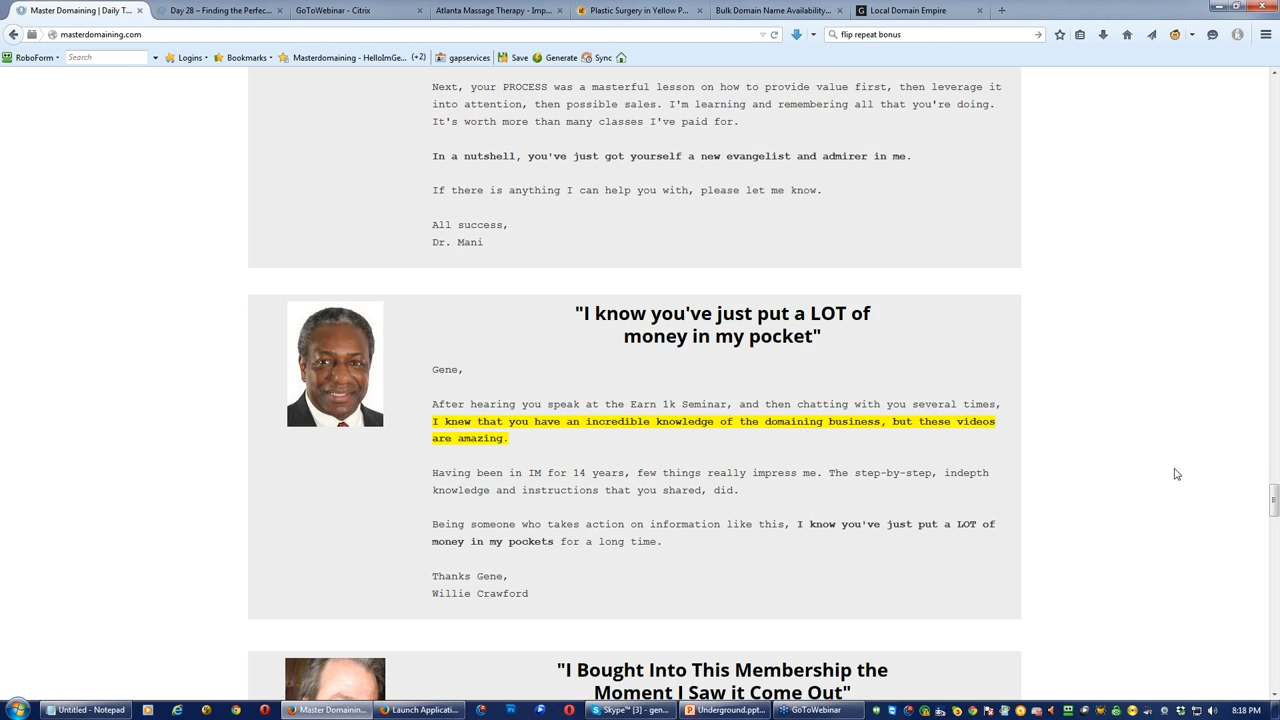 Master Domaining | Daily T...
Day 28 – Finding the Perfec...
GoToWebinar - Citrix
Atlanta Massage Therapy - Imp...
Plastic Surgery in Yellow P...
Bulk Domain Name Availability...
Local Domain Empire
masterdomaining.com
flip repeat bonus
RoboForm
Search
Logins
Bookmarks
Masterdomaining - HelloImGe...
(+2)
gapservices
Save
Generate
Sync
Next, your PROCESS was a masterful lesson on how to provide value first, then leverage it
into attention, then possible sales. I'm learning and remembering all that you're doing.
It's worth more than many classes I've paid for.
In a nutshell, you've just got yourself a new evangelist and admirer in me.
If there is anything I can help you with, please let me know.
All success,
Dr. Mani
"I know you've just put a LOT of
money in my pocket"
Gene,
After hearing you speak at the Earn 1k Seminar, and then chatting with you several times,
I knew that you have an incredible knowledge of the domaining business, but these videos
are amazing.
Having been in IM for 14 years, few things really impress me. The step-by-step, indepth
knowledge and instructions that you shared, did.
Being someone who takes action on information like this, I know you've just put a LOT of
money in my pockets for a long time.
Thanks Gene,
Willie Crawford
"I Bought Into This Membership the
Moment I Saw it Come Out"
Untitled - Notepad
Master Domainin...
Launch Applicati...
Skype™ [3] - gen...
Underground.ppt...
GoToWebinar
8:18 PM